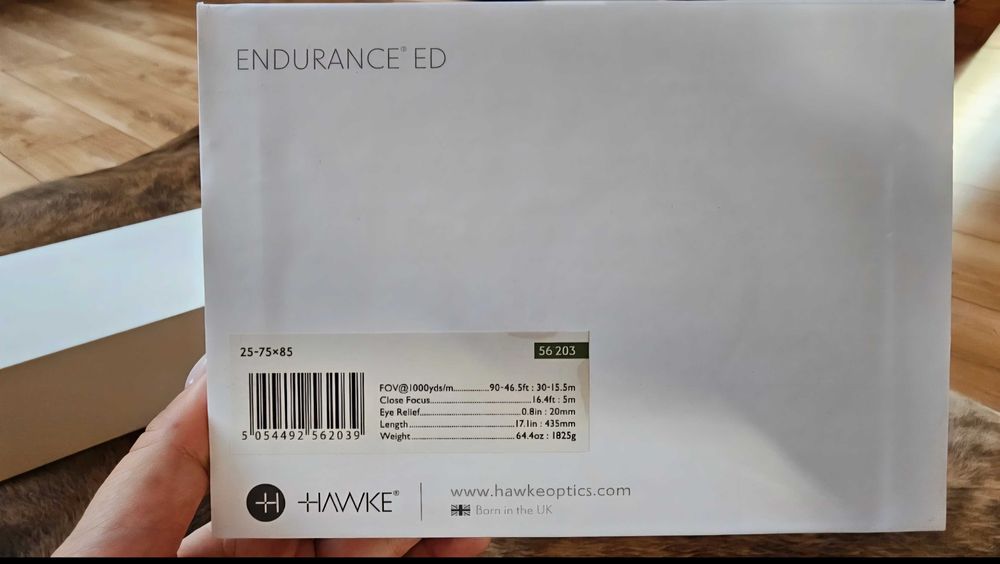 ENDURANCE® ED
25-75×85
56 203
FOV@1000yds/m..................90-46.5ft : 30-15.5m
Close Focus....................................16.4ft : 5m
Eye Relief....................................0.8in : 20mm
Length.......................................17.1in : 435mm
Weight.....................................64.4oz : 1825g
5 054492 562039
H HAWKE®
www.hawkeoptics.com
Born in the UK